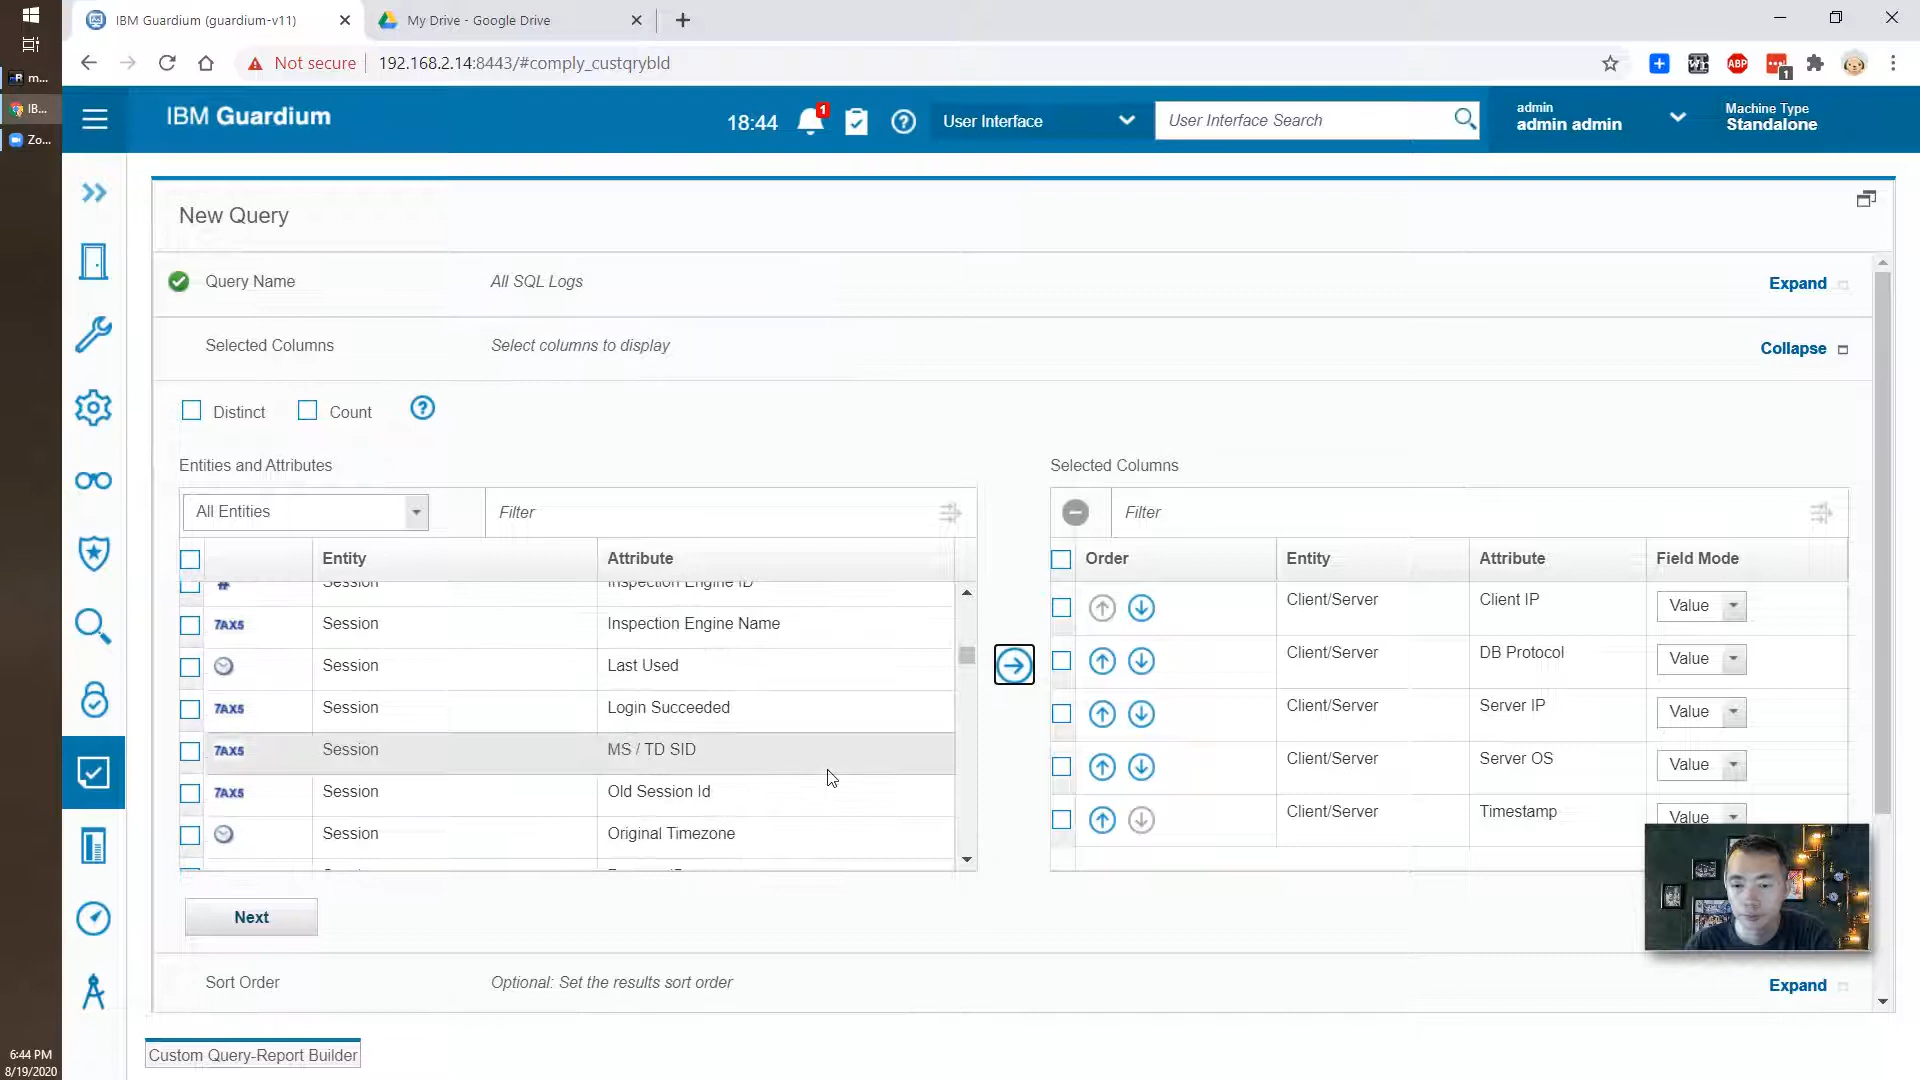 IBM Guardium (guardium-v11)
My Drive - Google Drive
Not secure
192.168.2.14:8443/#comply_custqrybld
ABP
1
m...
IB...
Zo...
IBM Guardium
18:44
1
User Interface
User Interface Search
admin
admin admin
Machine Type
Standalone
New Query
Query Name
All SQL Logs
Expand
Selected Columns
Select columns to display
Collapse
Distinct
Count
?
Entities and Attributes
Selected Columns
All Entities
Filter
Filter
Entity
Attribute
Order
Entity
Attribute
Field Mode
# Session Inspection Engine ID
7AX5 Session Inspection Engine Name
Session Last Used
7AX5 Session Login Succeeded
7AX5 Session MS / TD SID
7AX5 Session Old Session Id
Session Original Timezone
Client/Server Client IP Value
Client/Server DB Protocol Value
Client/Server Server IP Value
Client/Server Server OS Value
Client/Server Timestamp Value
Next
Sort Order
Optional: Set the results sort order
Expand
Custom Query-Report Builder
6:44 PM
8/19/2020